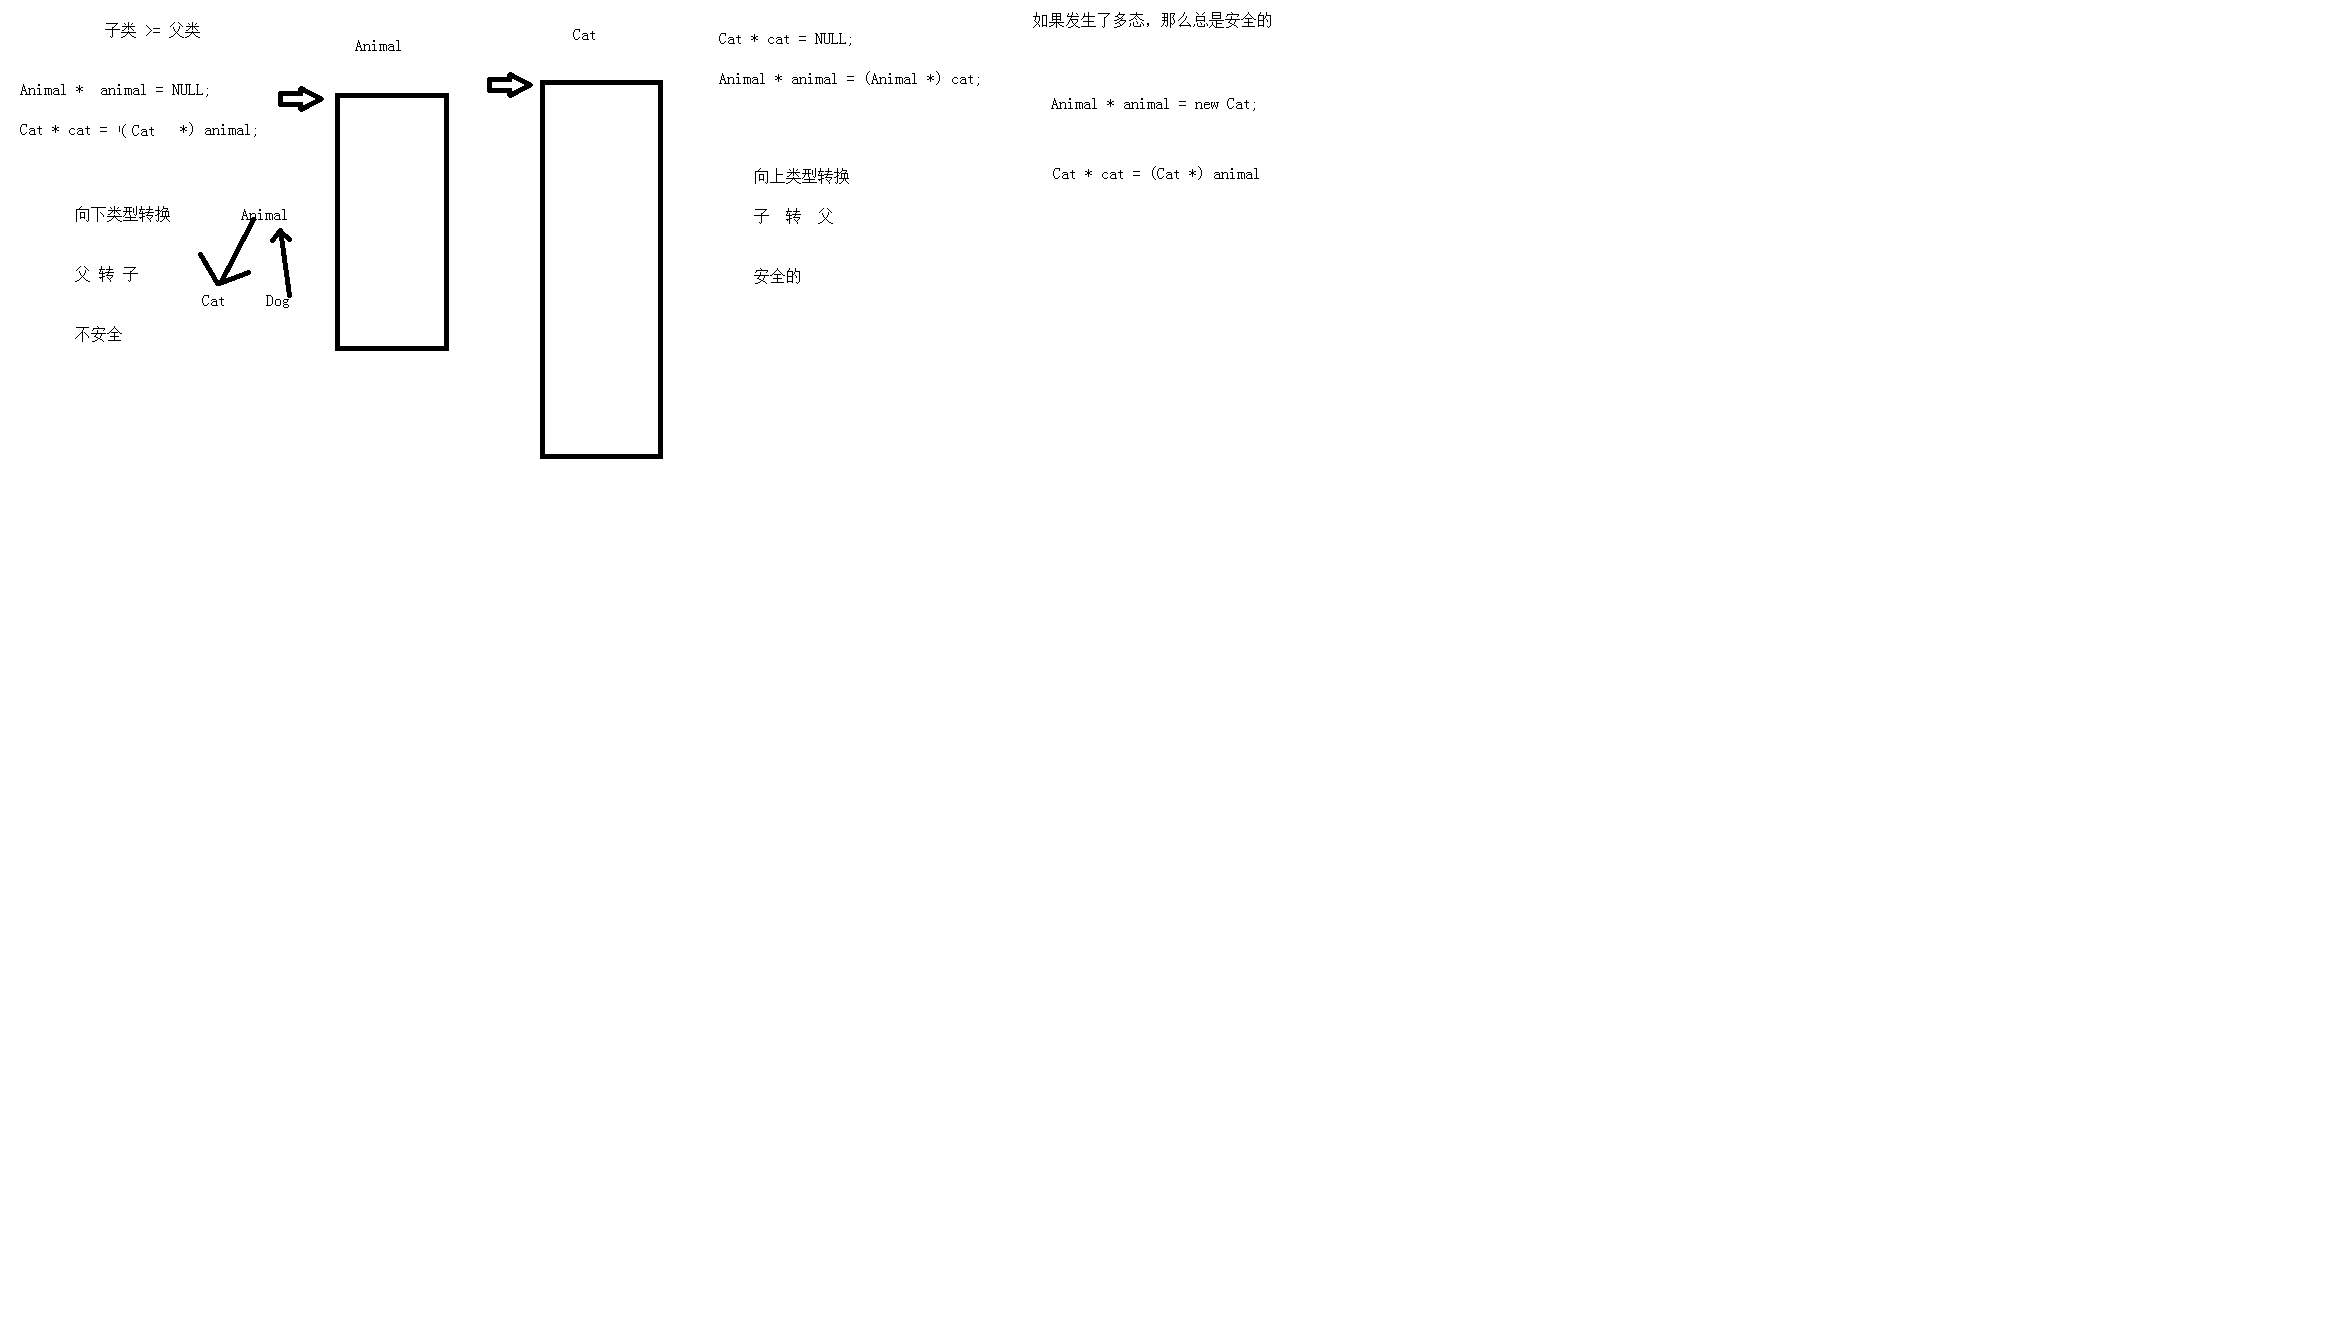 子类 >= 父类
Animal *  animal = NULL;
Cat * cat = (Cat   *) animal;
向下类型转换
父 转 子
不安全
Animal
Cat
Dog
Animal
Cat
Cat * cat = NULL;
Animal * animal = (Animal *) cat;
向上类型转换
子  转  父
安全的
如果发生了多态，那么总是安全的
Animal * animal = new Cat;
Cat * cat = (Cat *) animal